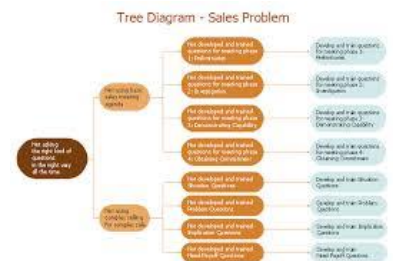 Tree Diagram - Sales Problem
Not developed and trained
questions for meeting phase
1: Preliminaries
Develop and train questions
for meeting phase 1:
Preliminaries
Not using basic
sales meeting
agenda
Not developed and trained
questions for meeting phase
2: Investigation
Develop and train questions
for meeting phase 2:
Investigation
Not developed and trained
questions for meeting phase
3: Demonstrating Capability
Develop and train questions
for meeting phase 3:
Demonstrating Capability
Not asking
the right kind of
questions
in the right way
all the time
Not developed and trained
questions for meeting phase
4: Obtaining Commitment
Develop and train questions
for meeting phase 4:
Obtaining Commitment
Not developed and trained
Situation Questions
Develop and train Situation
Questions
Not using
complex selling
for complex sale
Not developed and trained
Problem Questions
Develop and train Problem
Questions
Not developed and trained
Implication Questions
Develop and train Implication
Questions
Not developed and trained
Need-Payoff Questions
Develop and train
Need-Payoff Questions